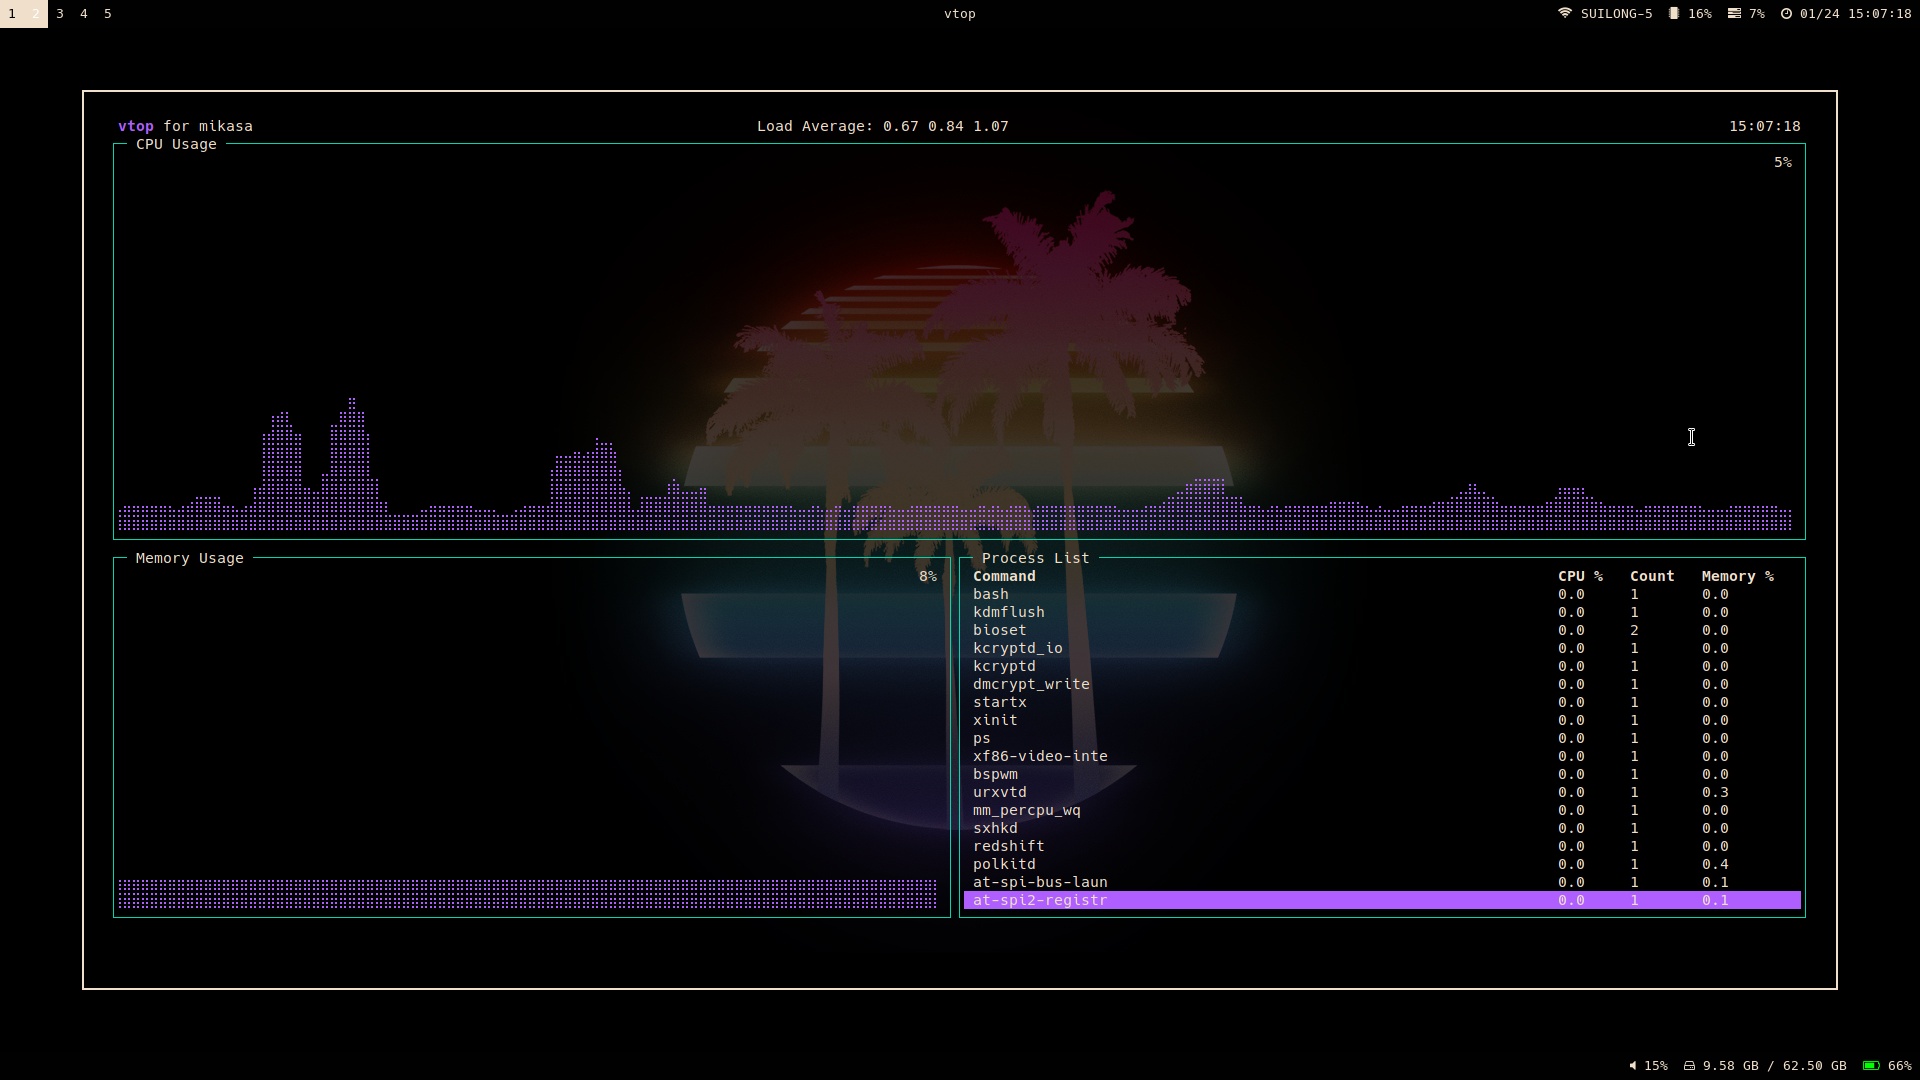 1 2 3 4 5 vtop SUILONG-5 16% 7% 01/24 15:07:18
vtop for mikasa Load Average: 0.67 0.84 1.07 15:07:18
CPU Usage
5%
Memory Usage
8%
Process List
Command CPU % Count Memory %
bash 0.0 1 0.0
kdmflush 0.0 1 0.0
bioset 0.0 2 0.0
kcryptd_io 0.0 1 0.0
kcryptd 0.0 1 0.0
dmcrypt_write 0.0 1 0.0
startx 0.0 1 0.0
xinit 0.0 1 0.0
ps 0.0 1 0.0
xf86-video-inte 0.0 1 0.0
bspwm 0.0 1 0.0
urxvtd 0.0 1 0.3
mm_percpu_wq 0.0 1 0.0
sxhkd 0.0 1 0.0
redshift 0.0 1 0.0
polkitd 0.0 1 0.4
at-spi-bus-laun 0.0 1 0.1
at-spi2-registr 0.0 1 0.1
15% 9.58 GB / 62.50 GB 66%